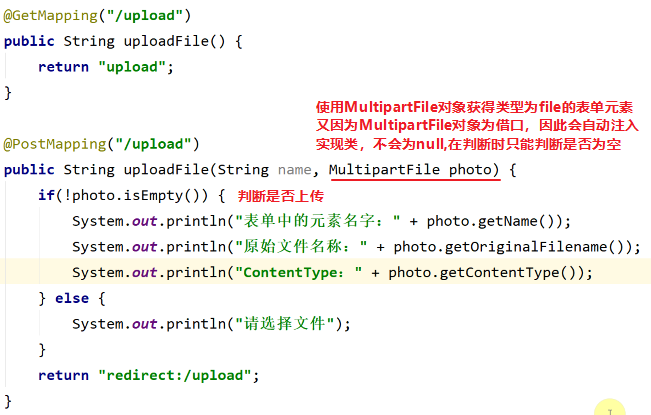 @GetMapping("/upload")
public String uploadFile() {
return "upload";
}
使用MultipartFile对象获得类型为file的表单元素
又因为MultipartFile对象为借口，因此会自动注入
实现类，不会为null,在判断时只能判断是否为空
@PostMapping("/upload")
public String uploadFile(String name, MultipartFile photo) {
if(!photo.isEmpty()) { 判断是否上传
System.out.println("表单中的元素名字：" + photo.getName());
System.out.println("原始文件名称：" + photo.getOriginalFilename());
System.out.println("ContentType：" + photo.getContentType());
} else {
System.out.println("请选择文件");
}
return "redirect:/upload";
}